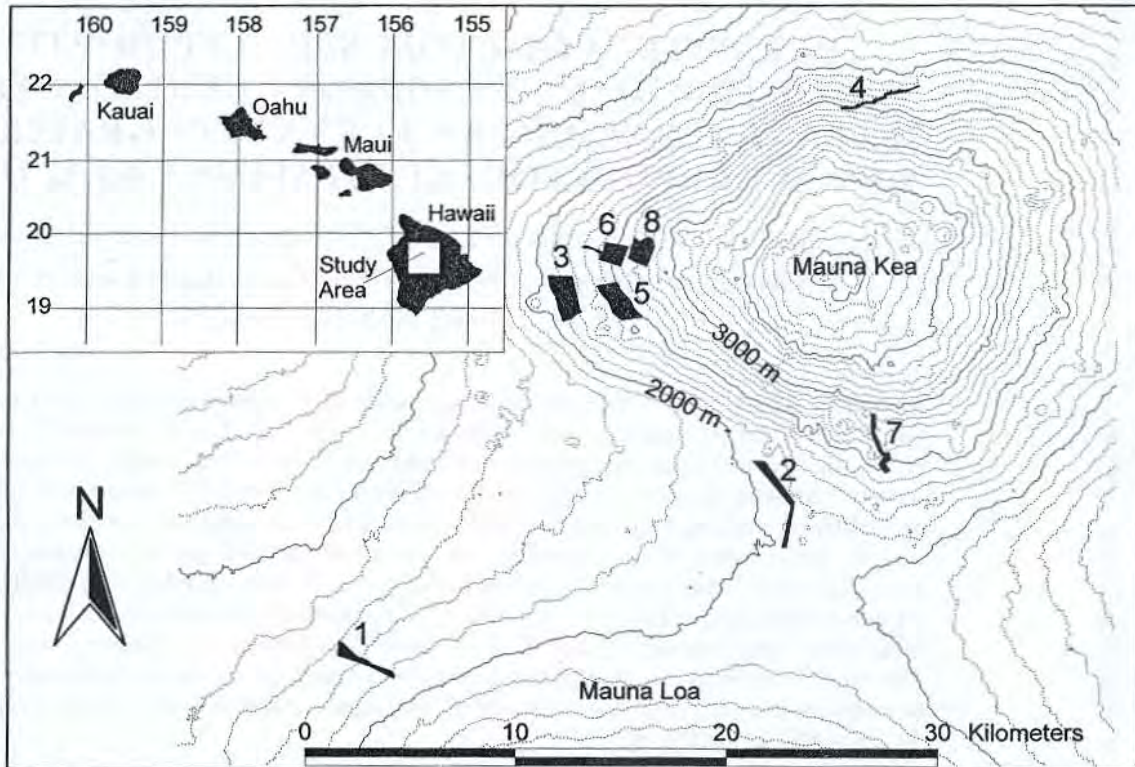 160 159 158 157 156 155
22
Kauai
Oahu
21
Maui
20
Hawaii
Study
Area
19
4
6 8
3
5
Mauna Kea
3000 m
2000 m
7
2
N
1
Mauna Loa
0 10 20 30 Kilometers